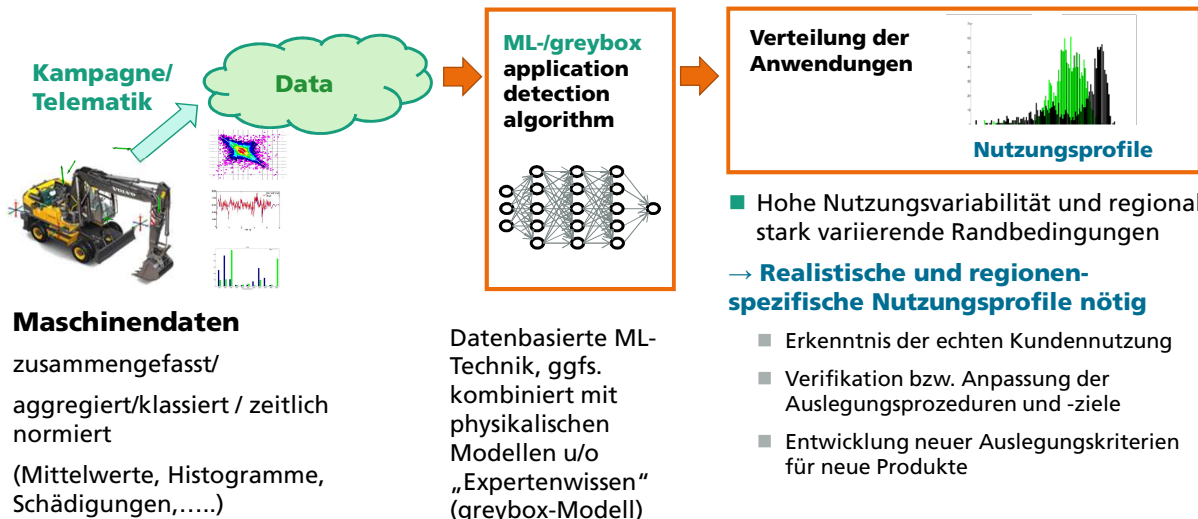 Kampagne/
Telematik
Data
ML-/greybox
application
detection
algorithm
Verteilung der
Anwendungen
Nutzungsprofile
VOLVO
Maschinendaten
zusammengefasst/
aggregiert/klassiert / zeitlich
normiert
(Mittelwerte, Histogramme,
Schädigungen,…..)
Datenbasierte ML-
Technik, ggfs.
kombiniert mit
physikalischen
Modellen u/o
„Expertenwissen“
(greybox-Modell)
Hohe Nutzungsvariabilität und regional
stark variierende Randbedingungen
→ Realistische und regionen-
spezifische Nutzungsprofile nötig
Erkenntnis der echten Kundennutzung
Verifikation bzw. Anpassung der
Auslegungsprozeduren und -ziele
Entwicklung neuer Auslegungskriterien
für neue Produkte